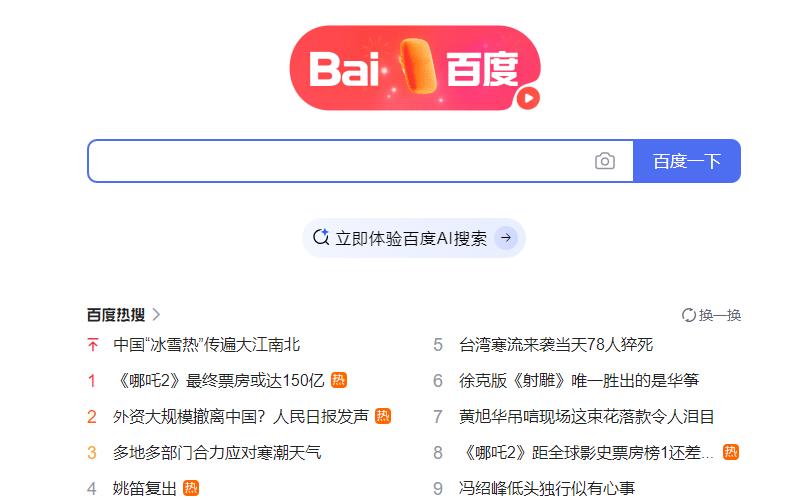 Bai 百度
百度一下
立即体验百度AI搜索
百度热搜
换一换
中国“冰雪热”传遍大江南北
1 《哪吒2》最终票房或达150亿 热
2 外资大规模撤离中国？人民日报发声 热
3 多地多部门合力应对寒潮天气
4 姚笛复出 热
5 台湾寒流来袭当天78人猝死
6 徐克版《射雕》唯一胜出的是华筝
7 黄旭华吊唁现场这束花落款令人泪目
8 《哪吒2》距全球影史票房榜1还差... 热
9 冯绍峰低头独行似有心事